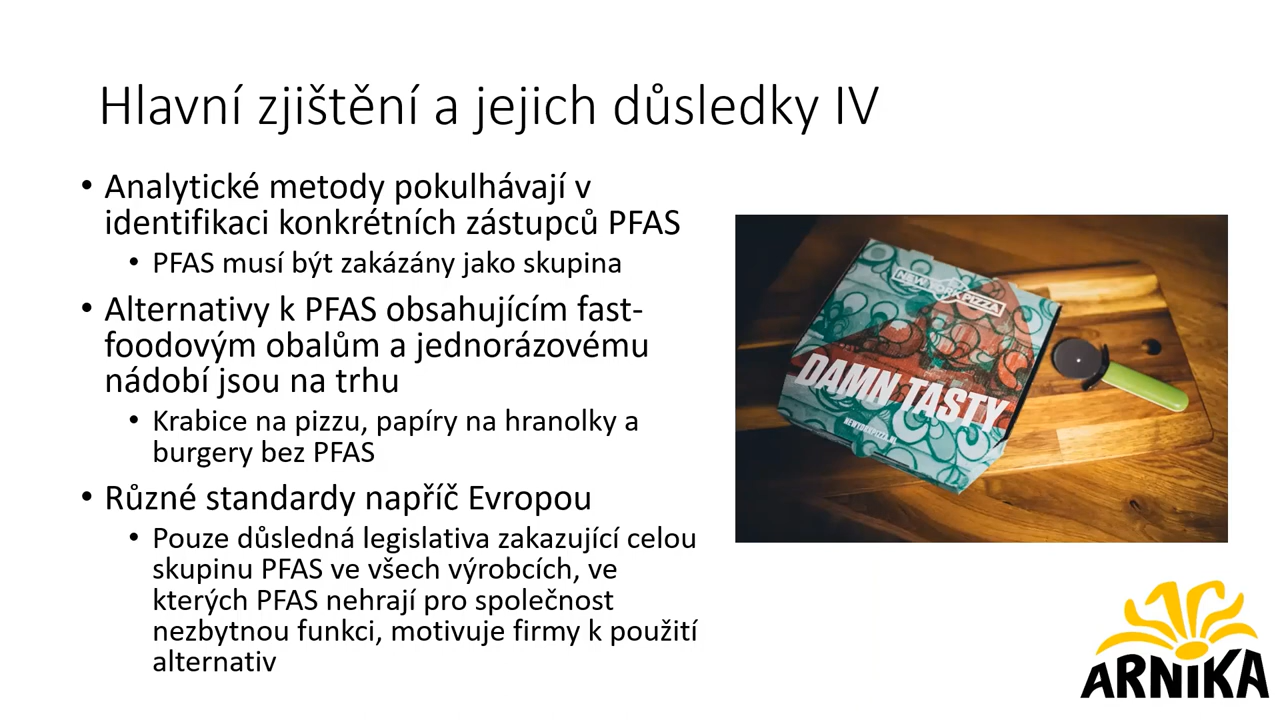 Hlavní zjištění a jejich důsledky IV
• Analytické metody pokulhávají v
identifikaci konkrétních zástupců PFAS
• PFAS musí být zakázány jako skupina
• Alternativy k PFAS obsahujícím fast-
foodovým obalům a jednorázovému
nádobí jsou na trhu
• Krabice na pizzu, papíry na hranolky a
burgery bez PFAS
• Různé standardy napříč Evropou
• Pouze důsledná legislativa zakazující celou
skupinu PFAS ve všech výrobcích, ve
kterých PFAS nehrají pro společnost
nezbytnou funkci, motivuje firmy k použití
alternativ
NEW YORK PIZZA
DAMN TASTY
NEWYORKPIZZA.NL
ARNIKA